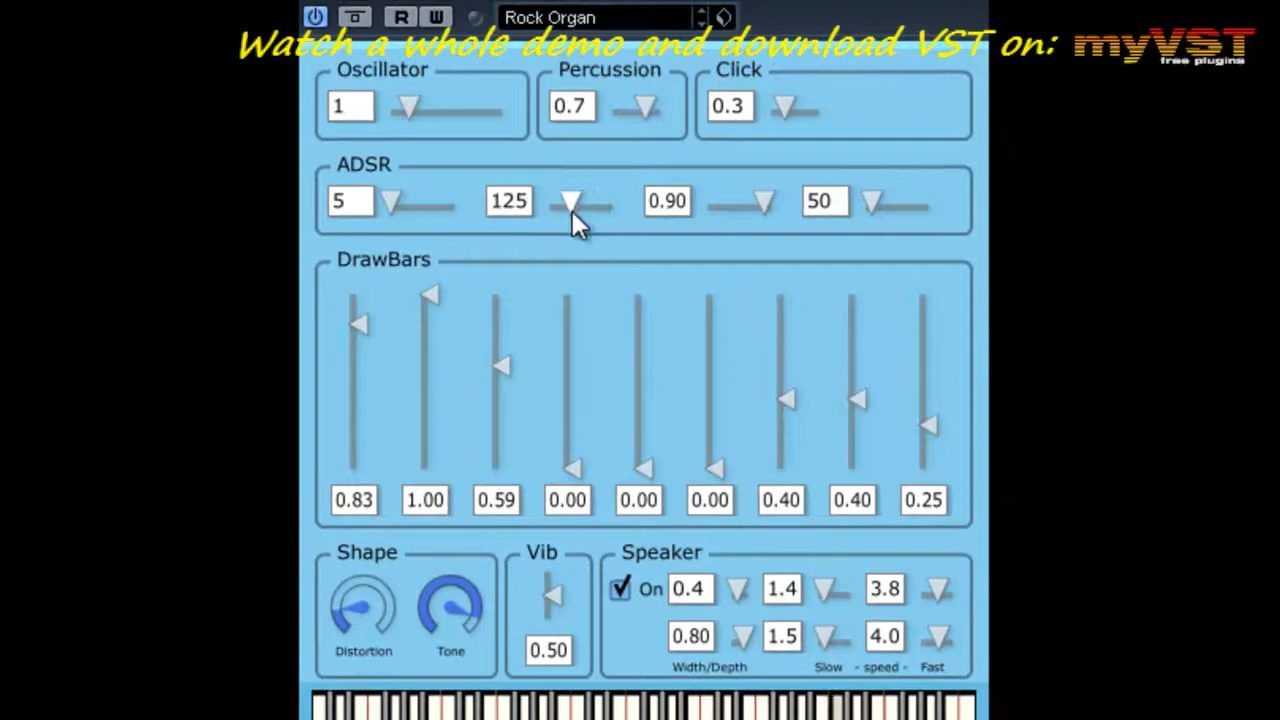 R W Rock Organ
Watch a whole demo and download VST on: myVST
free plugins
Oscillator Percussion Click
1 0.7 0.3
ADSR
5 125 0.90 50
DrawBars
0.83 1.00 0.59 0.00 0.00 0.00 0.40 0.40 0.25
Shape Vib Speaker
On 0.4 1.4 3.8
0.80 1.5 4.0
Distortion Tone 0.50 Width/Depth Slow - speed - Fast